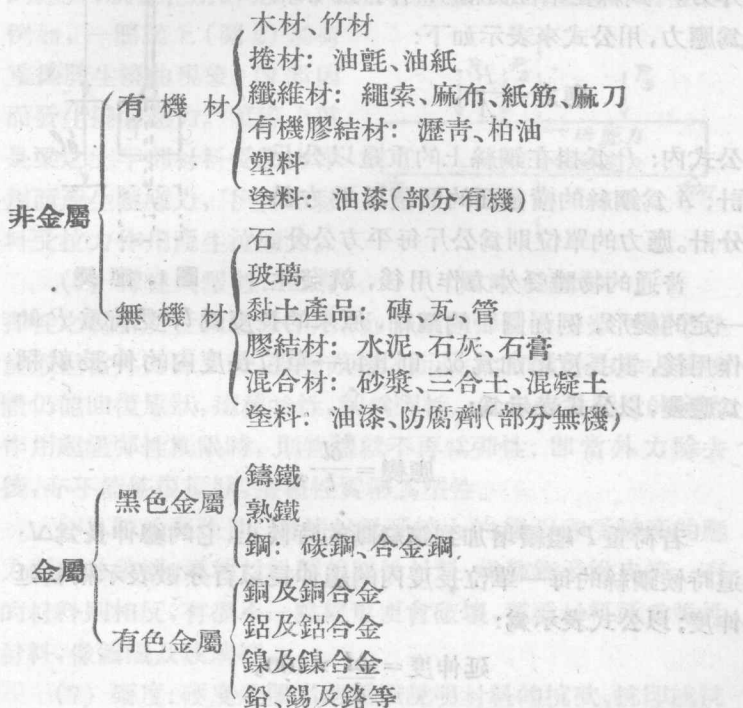 非金屬
有機材
木材、竹材
捲材：油氈、油紙
纖維材：繩索、麻布、紙筋、麻刀
有機膠結材：瀝靑、柏油
塑料
塗料：油漆（部分有機）
無機材
石
玻璃
黏土產品：磚、瓦、管
膠結材：水泥、石灰、石膏
混合材：砂漿、三合土、混凝土
塗料：油漆、防腐劑（部分無機）
金屬
黑色金屬
鑄鐵
熟鐵
鋼：碳鋼、合金鋼
有色金屬
銅及銅合金
鋁及鋁合金
鎳及鎳合金
鉛、錫及鉻等